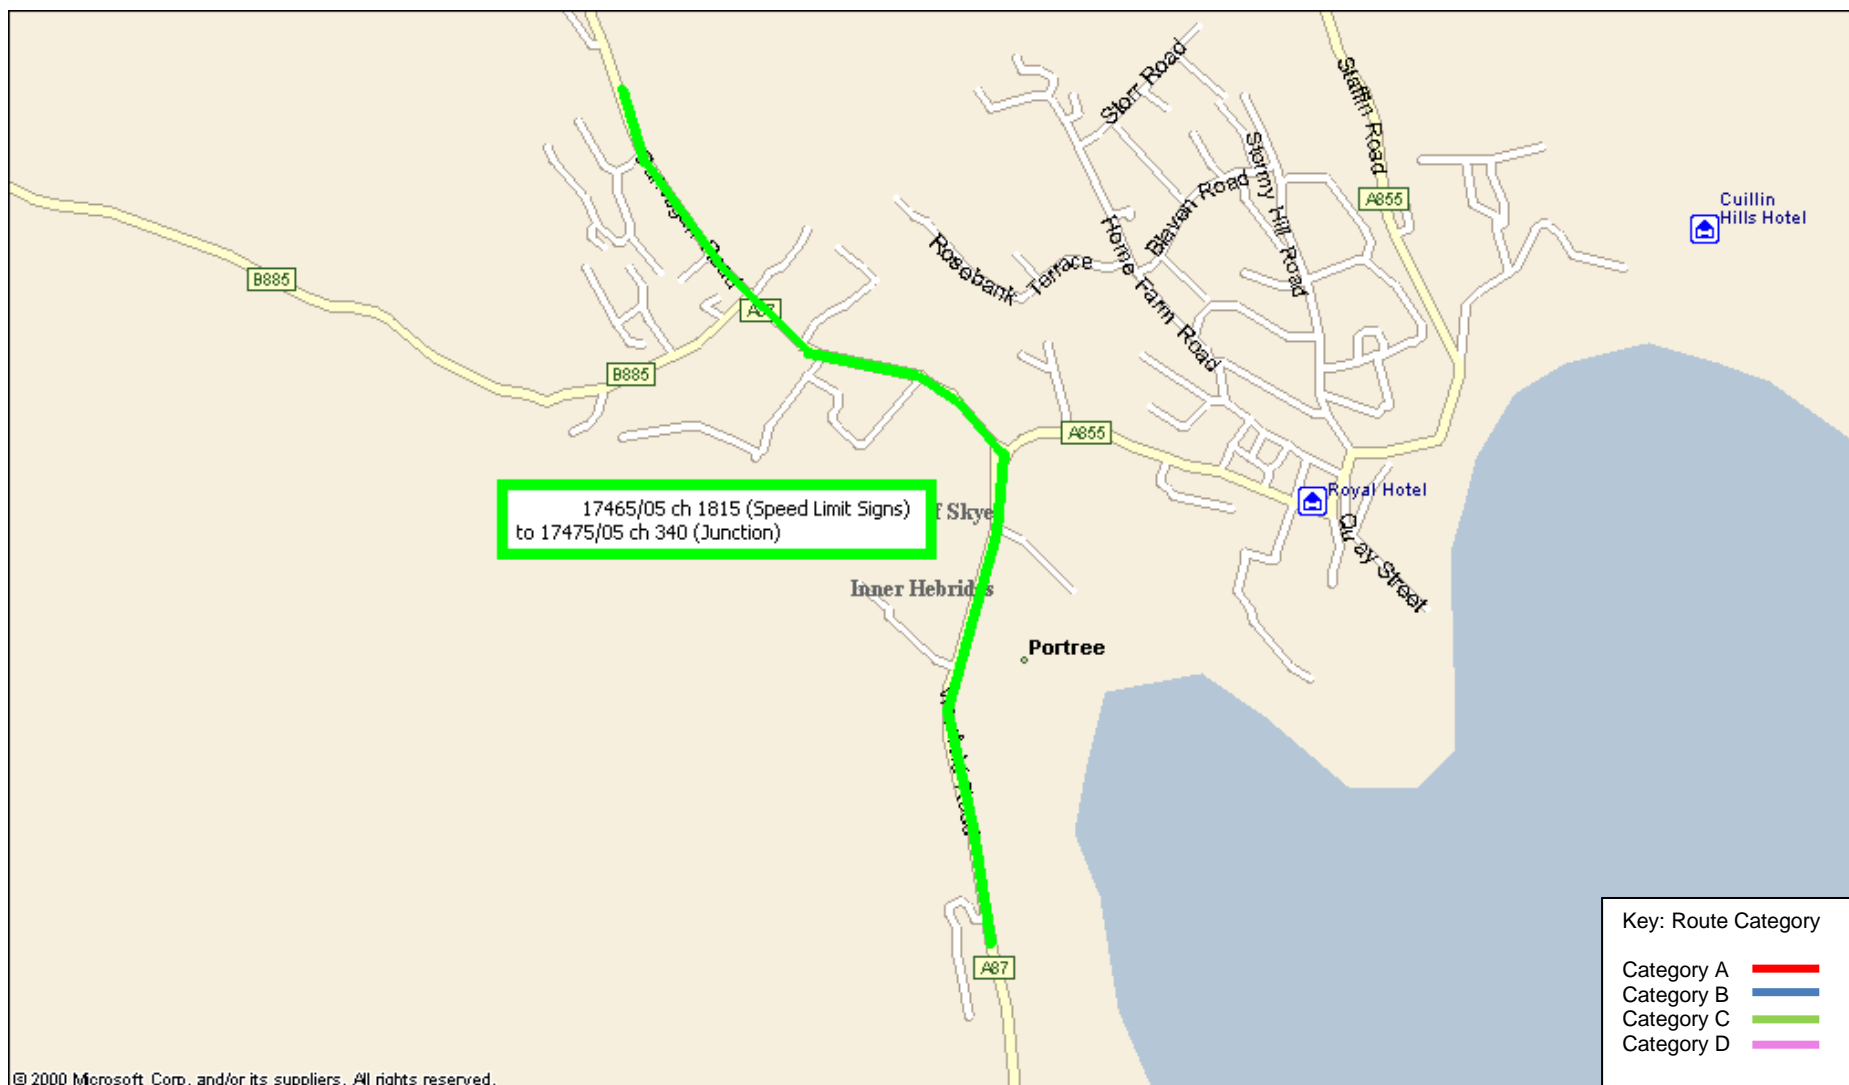 Storr Road
Staffin Road
Stormy Hill Road
A855
Cuillin
Hills Hotel
Blaven Road
Home Farm Road
Rosebank Terrace
B885
A87
B885
A855
Royal Hotel
17465/05 ch 1815 (Speed Limit Signs)
to 17475/05 ch 340 (Junction)
f Skye
Quay Street
Inner Hebrides
Portree
Road
A87
Key: Route Category
Category A
Category B
Category C
Category D
© 2000 Microsoft Corp. and/or its suppliers. All rights reserved.